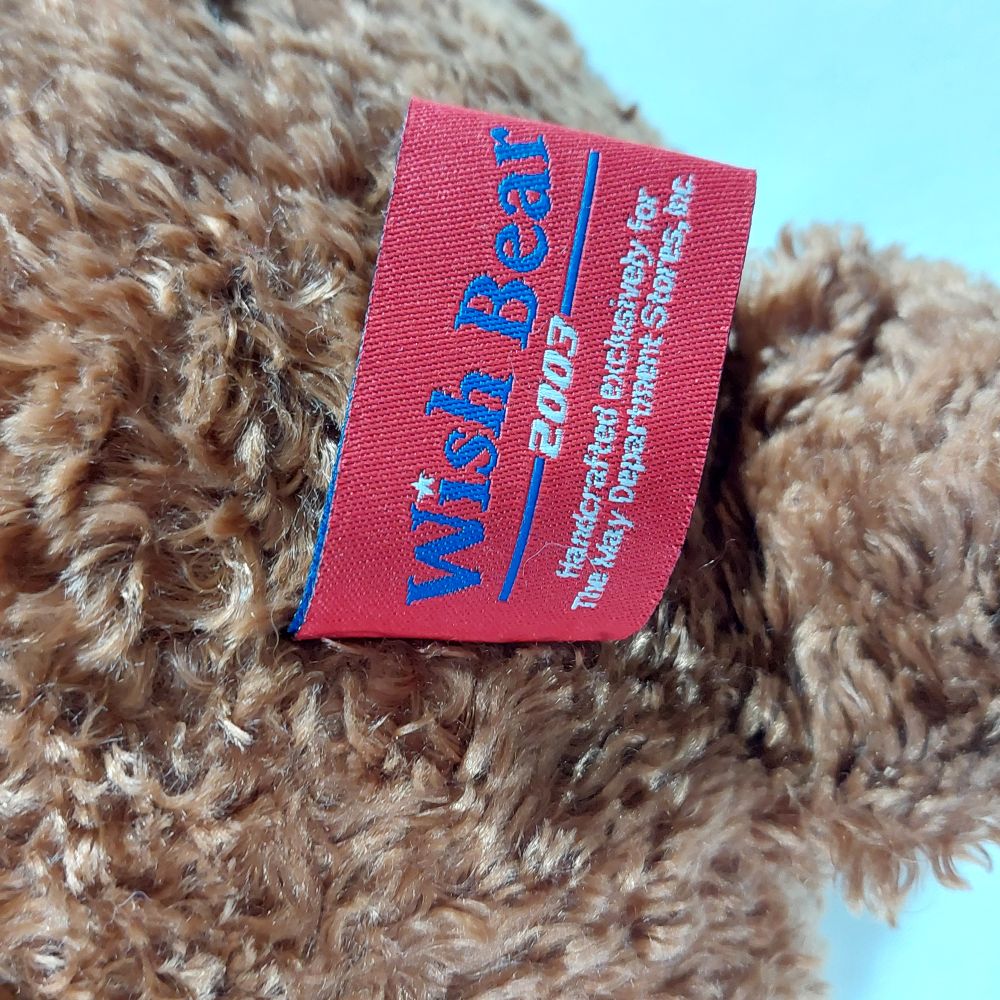 Wish Bear
2003
Handcrafted exclusively for
The May Department Stores, Inc.